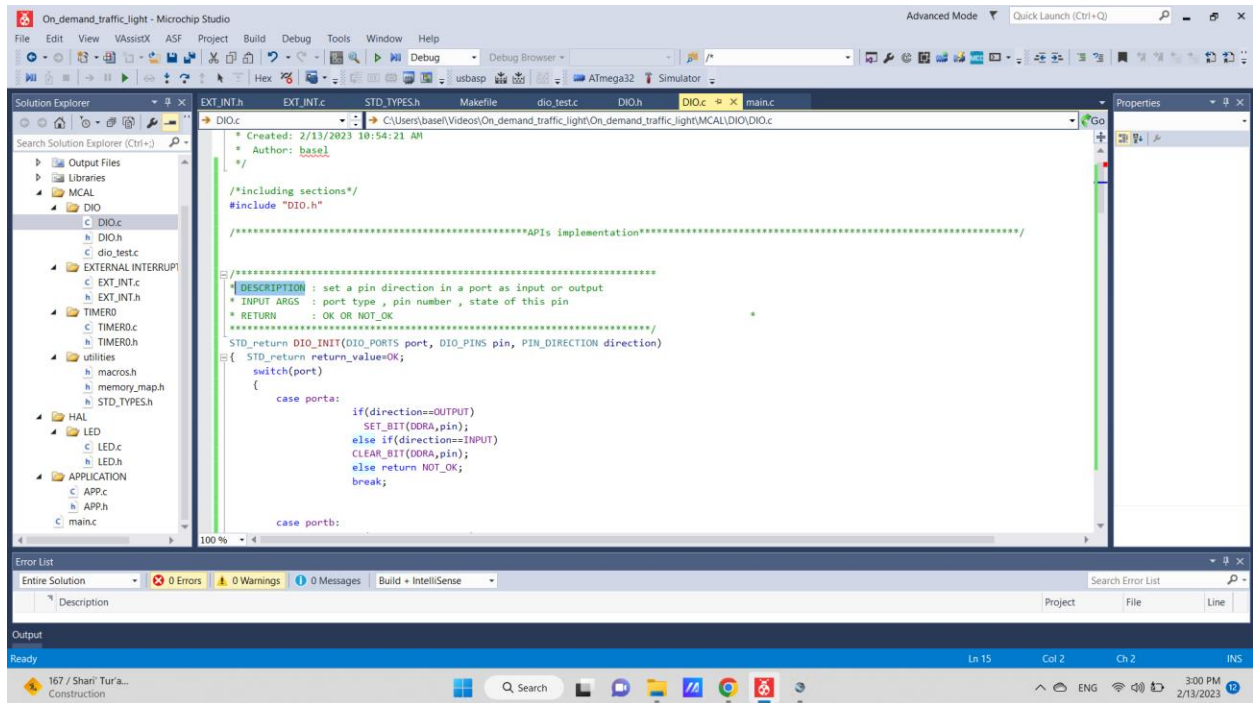 On_demand_traffic_light - Microchip Studio
Advanced Mode
Quick Launch (Ctrl+Q)
File Edit View VAssistX ASF Project Build Debug Tools Window Help
Debug
Debug Browser
/*
Hex
usbasp
ATmega32
Simulator
Solution Explorer
Search Solution Explorer (Ctrl+;)
Output Files
Libraries
MCAL
DIO
DIO.c
DIO.h
dio_test.c
EXTERNAL INTERRUPT
EXT_INT.c
EXT_INT.h
TIMER0
TIMER0.c
TIMER0.h
utilities
macros.h
memory_map.h
STD_TYPES.h
HAL
LED
LED.c
LED.h
APPLICATION
APP.c
APP.h
main.c
EXT_INT.h EXT_INT.c STD_TYPES.h Makefile dio_test.c DIO.h DIO.c main.c
DIO.c
C:\Users\basel\Videos\On_demand_traffic_light\On_demand_traffic_light\MCAL\DIO\DIO.c
Go
* Created: 2/13/2023 10:54:21 AM
* Author: basel
*/
/*including sections*/
#include "DIO.h"
/**************************************************APIs implementation*****************************************************************/
/************************************************************************
* DESCRIPTION : set a pin direction in a port as input or output
* INPUT ARGS : port type , pin number , state of this pin
* RETURN : OK OR NOT_OK *
************************************************************************/
STD_return DIO_INIT(DIO_PORTS port, DIO_PINS pin, PIN_DIRECTION direction)
{ STD_return return_value=OK;
switch(port)
{
case porta:
if(direction==OUTPUT)
SET_BIT(DDRA,pin);
else if(direction==INPUT)
CLEAR_BIT(DDRA,pin);
else return NOT_OK;
break;
case portb:
100 %
Properties
Error List
Entire Solution
0 Errors
0 Warnings
0 Messages
Build + IntelliSense
Search Error List
Description
Project
File
Line
Output
Ready
Ln 15
Col 2
Ch 2
INS
167 / Shari' Tur'a...
Construction
Search
ENG
3:00 PM
2/13/2023
12